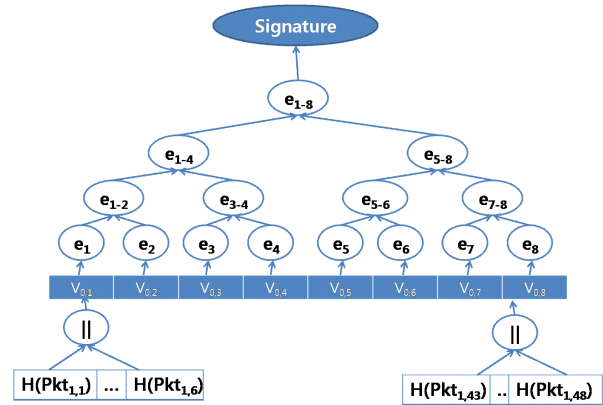 Signature
e1-8
e1-4 e5-8
e1-2 e3-4 e5-6 e7-8
e1 e2 e3 e4 e5 e6 e7 e8
V0,1 V0,2 V0,3 V0,4 V0,5 V0,6 V0,7 V0,8
|| ||
H(Pkt1,1) ... H(Pkt1,6) H(Pkt1,43) .. H(Pkt1,48)